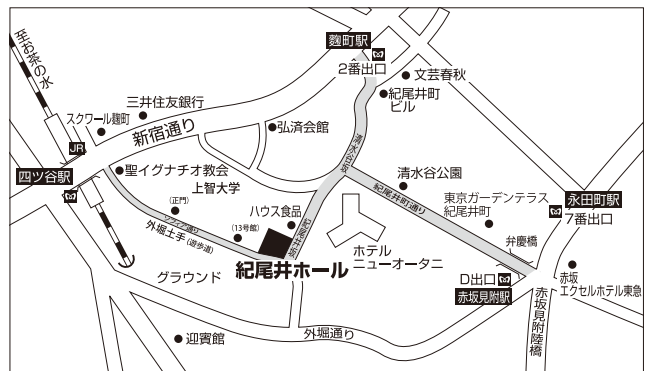 至お茶の水
麹町駅
2番出口
文芸春秋
紀尾井町
ビル
三井住友銀行
スクワール麹町
新宿通り
弘済会館
清水谷坂
JR
四ツ谷駅
聖イグナチオ教会
上智大学
清水谷公園
紀尾井町通り
東京ガーデンテラス
紀尾井町
永田町駅
7番出口
(正門)
ソフィア通り
外堀土手(遊歩道)
(13号館)
ハウス食品
紀尾井坂
紀尾井ホール
ホテル
ニューオータニ
弁慶橋
D出口
赤坂見附駅
赤坂
エクセルホテル東急
赤坂見附陸橋
グラウンド
迎賓館
外堀通り